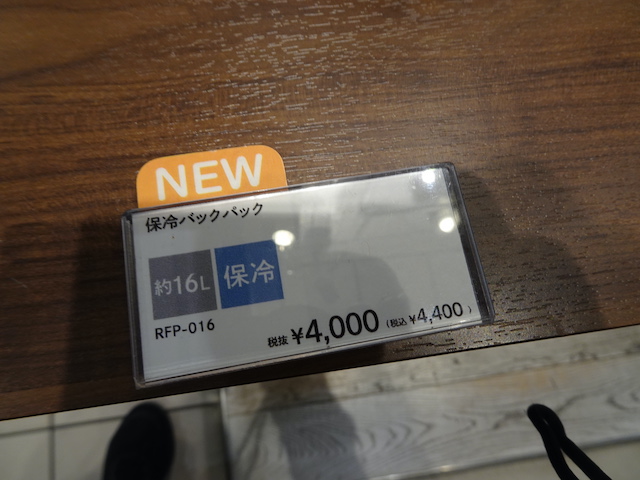 NEW
保冷バックパック
約16L
保冷
RFP-016
税抜 ¥4,000 (税込 ¥4,400)